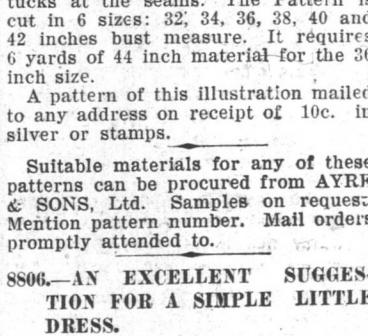 tucks at the seams. The Pattern is
cut in 6 sizes: 32, 34, 36, 38, 40 and
42 inches bust measure. It requires
6 yards of 44 inch material for the 36
inch size.
A pattern of this illustration mailed
to any address on receipt of 10c. in
silver or stamps.
Suitable materials for any of these
patterns can be procured from AYRE
& SONS, Ltd. Samples on request
Mention pattern number. Mail orders
promptly attended to.
8806.—AN EXCELLENT SUGGES-
TION FOR A SIMPLE LITTLE
DRESS.